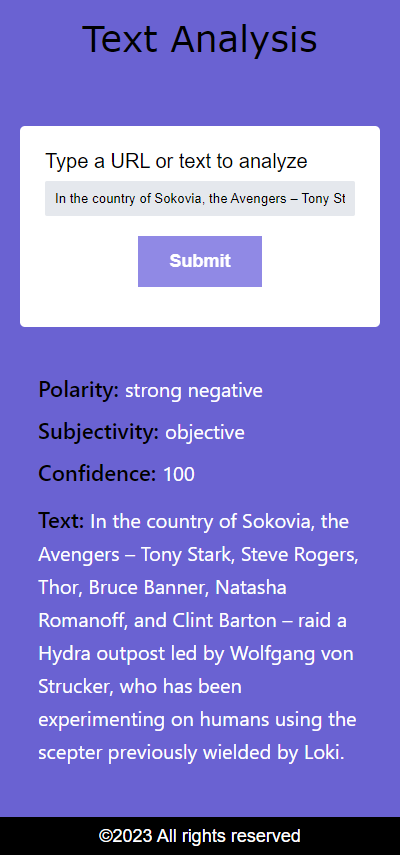 Text Analysis
Type a URL or text to analyze
In the country of Sokovia, the Avengers – Tony St
Submit
Polarity: strong negative
Subjectivity: objective
Confidence: 100
Text: In the country of Sokovia, the
Avengers – Tony Stark, Steve Rogers,
Thor, Bruce Banner, Natasha
Romanoff, and Clint Barton – raid a
Hydra outpost led by Wolfgang von
Strucker, who has been
experimenting on humans using the
scepter previously wielded by Loki.
©2023 All rights reserved